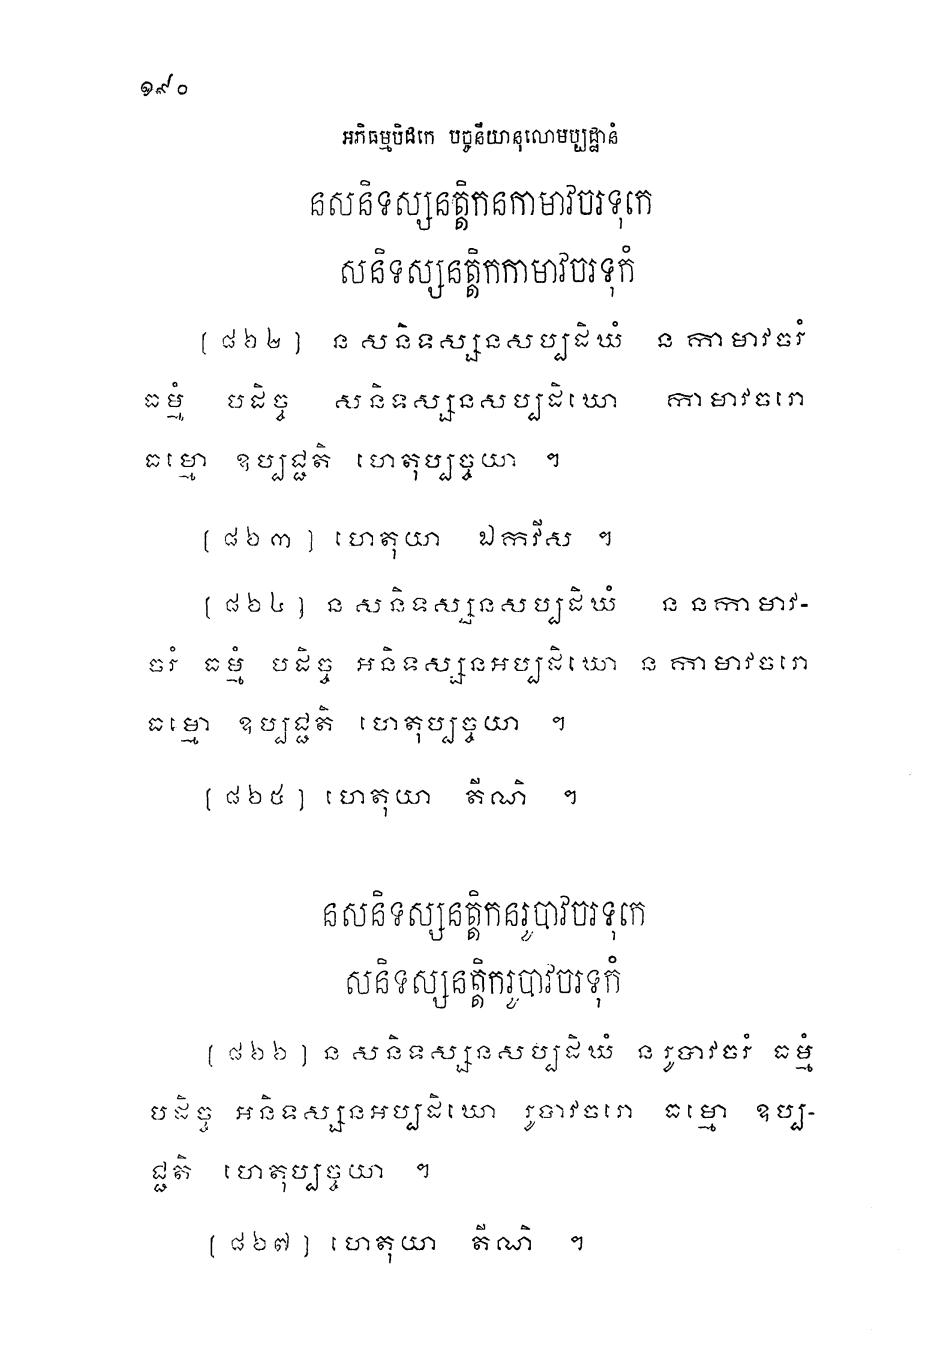 ១៩០
អភិធម្មបិដកេ បច្ចនីយានុលោមប្បដ្ឋានំ
នសនិទស្សនត្តិកនកាមាវចរទុកេ
សនិទស្សនត្តិកកាមាវចរទុកំ
[ ៨៦២ ] ន សនិទស្សនសប្បដិឃំ ន កាមាវចរំ
ធម្មំ បដិច្ច សនិទស្សនសប្បដិឃោ កាមាវចរោ
ធម្មោ ឧប្បជ្ជតិ ហេតុប្បច្ចយា ។
[ ៨៦៣ ] ហេតុយា ឯកវីស ។
[ ៨៦៤ ] ន សនិទស្សនសប្បដិឃំ ន នកាមាវ-
ចរំ ធម្មំ បដិច្ច អនិទស្សនអប្បដិឃោ ន កាមាវចរោ
ធម្មោ ឧប្បជ្ជតិ ហេតុប្បច្ចយា ។
[ ៨៦៥ ] ហេតុយា តីណិ ។
នសនិទស្សនត្តិកនរូបាវចរទុកេ
សនិទស្សនត្តិករូបាវចរទុកំ
[ ៨៦៦ ] ន សនិទស្សនសប្បដិឃំ ន រូបាវចរំ ធម្មំ
បដិច្ច អនិទស្សនអប្បដិឃោ រូបាវចរោ ធម្មោ ឧប្ប-
ជ្ជតិ ហេតុប្បច្ចយា ។
[ ៨៦៧ ] ហេតុយា តីណិ ។